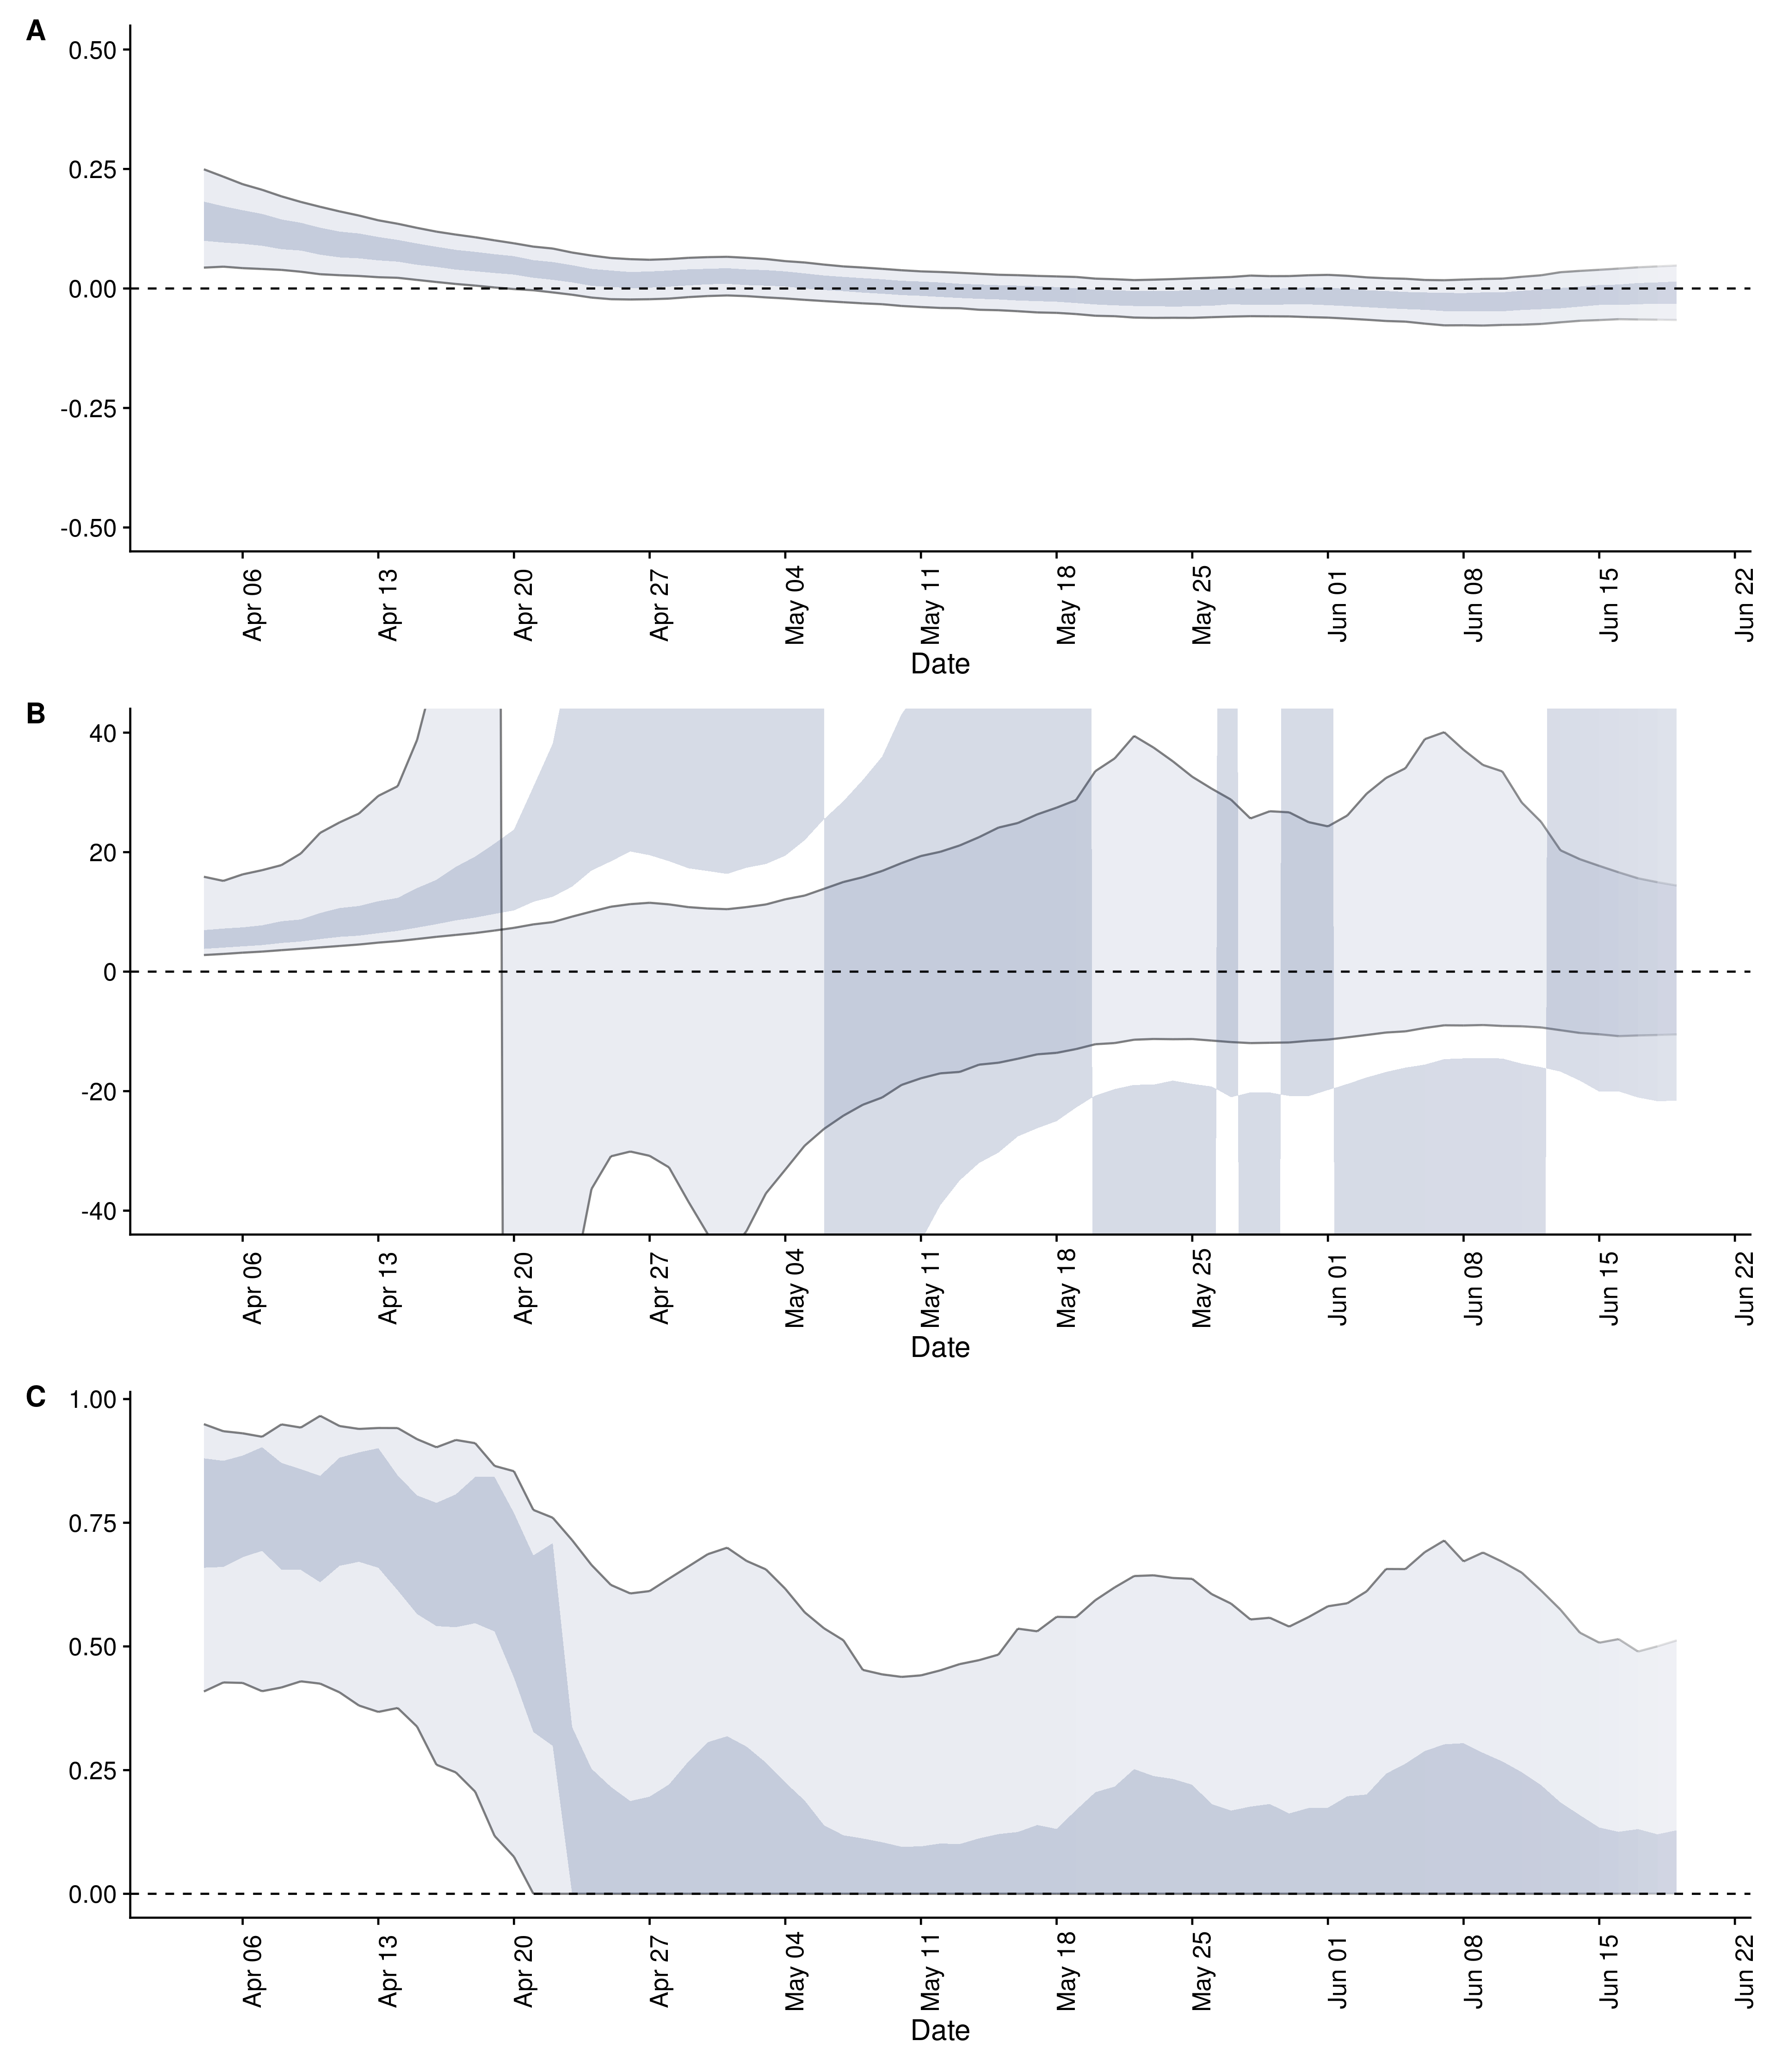 A
0.50
0.25
0.00
-0.25
-0.50
Apr 06
Apr 13
Apr 20
Apr 27
May 04
May 11
May 18
May 25
Jun 01
Jun 08
Jun 15
Jun 22
Date
B
40
20
0
-20
-40
Apr 06
Apr 13
Apr 20
Apr 27
May 04
May 11
May 18
May 25
Jun 01
Jun 08
Jun 15
Jun 22
Date
C
1.00
0.75
0.50
0.25
0.00
Apr 06
Apr 13
Apr 20
Apr 27
May 04
May 11
May 18
May 25
Jun 01
Jun 08
Jun 15
Jun 22
Date